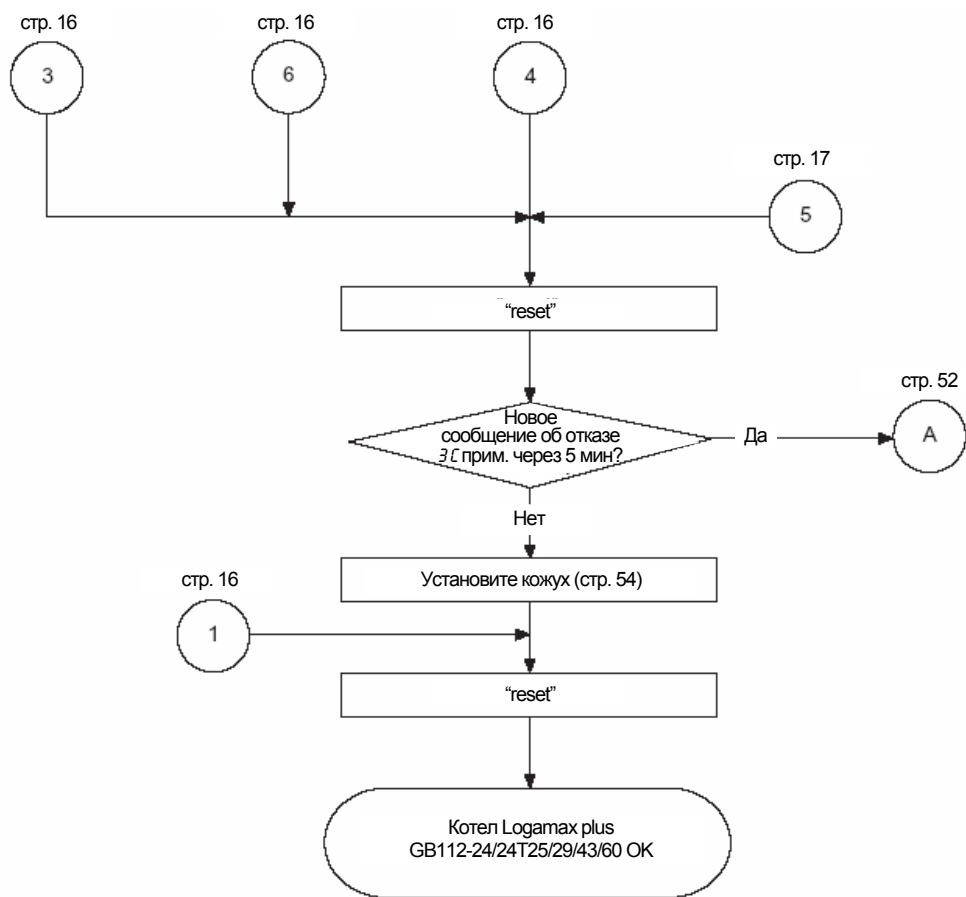 стр. 16
стр. 16
стр. 16
3
6
4
стр. 17
5
“reset”
стр. 52
Новое
сообщение об отказе
3C прим. через 5 мин?
Да
A
Нет
Установите кожух (стр. 54)
стр. 16
1
“reset”
Котел Logamax plus
GB112-24/24T25/29/43/60 OK